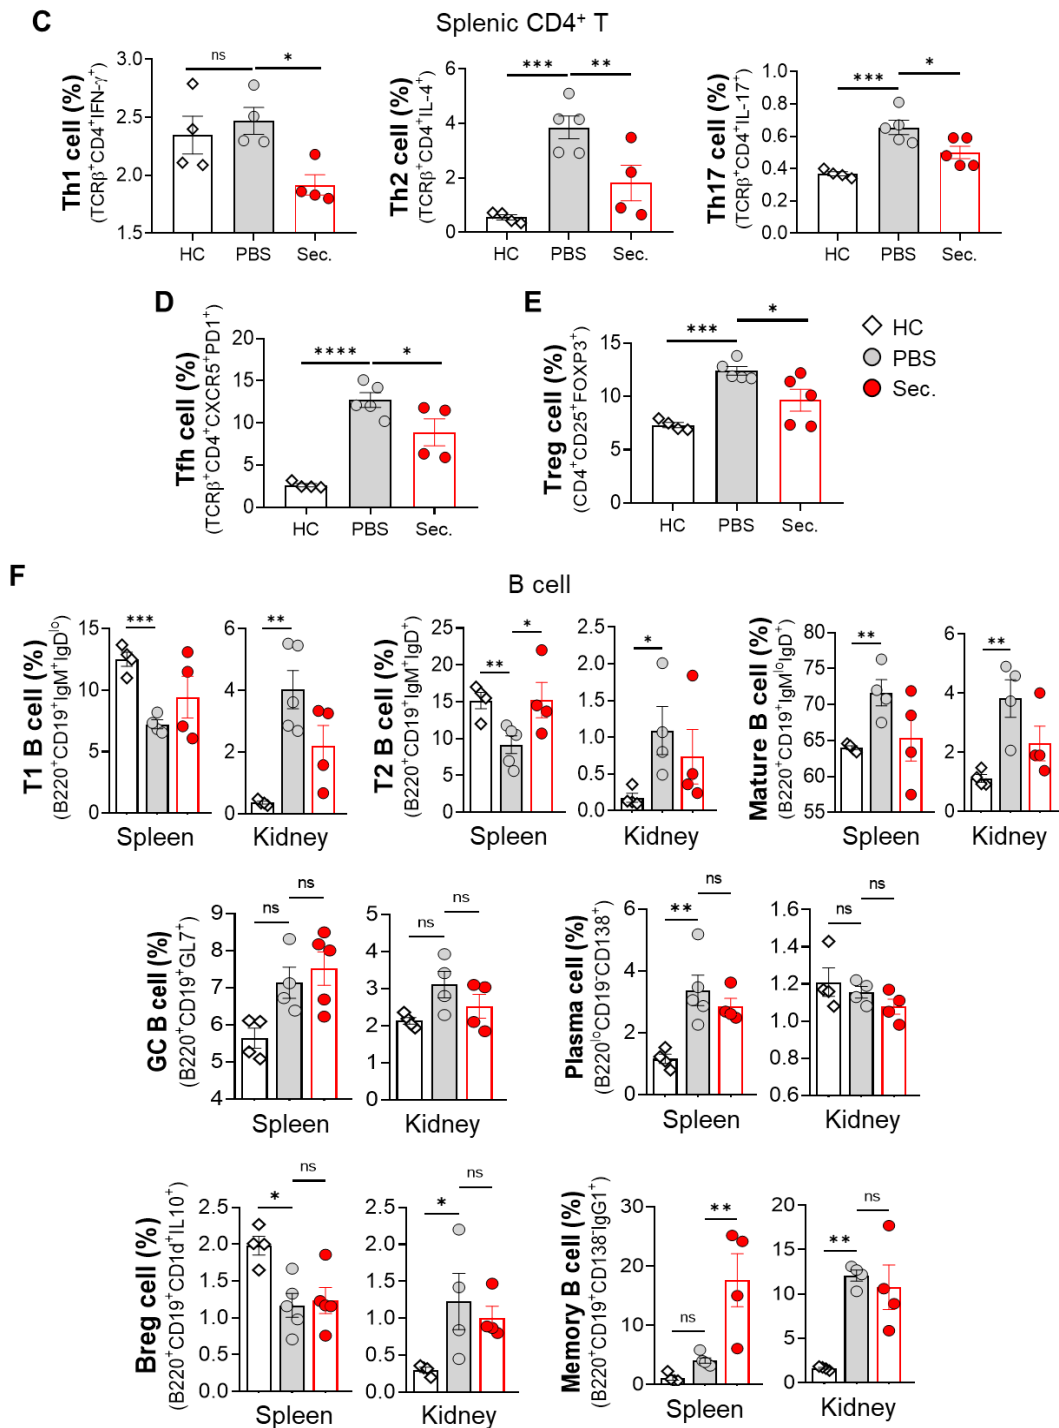 C
Splenic CD4⁺ T
Th1 cell (%)
(TCRβ⁺CD4⁺IFN-γ⁺)
3.0
2.5
2.0
1.5
ns
*
HC
PBS
Sec.
Th2 cell (%)
(TCRβ⁺CD4⁺IL-4⁺)
6
4
2
0
***
**
HC
PBS
Sec.
Th17 cell (%)
(TCRβ⁺CD4⁺IL-17⁺)
1.0
0.8
0.6
0.4
0.2
0.0
***
*
HC
PBS
Sec.
D
Tfh cell (%)
(TCRβ⁺CD4⁺CXCR5⁺PD1⁺)
20
15
10
5
0
****
*
HC
PBS
Sec.
E
Treg cell (%)
(CD4⁺CD25⁺FOXP3⁺)
15
10
5
0
***
*
HC
PBS
Sec.
HC
PBS
Sec.
F
B cell
T1 B cell (%)
(B220⁺CD19⁺IgM⁺IgDˡᵒ)
15
10
5
0
***
Spleen
6
4
2
0
**
Kidney
T2 B cell (%)
(B220⁺CD19⁺IgM⁺IgD⁺)
25
20
15
10
5
0
**
*
Spleen
2.5
2.0
1.5
1.0
0.5
0.0
*
Kidney
Mature B cell (%)
(B220⁺CD19⁺IgMˡᵒIgD⁺)
80
75
70
65
60
55
**
Spleen
6
4
2
0
**
Kidney
GC B cell (%)
(B220⁺CD19⁺GL7⁺)
9
8
7
6
5
4
ns
ns
Spleen
5
4
3
2
1
0
ns
ns
Kidney
Plasma cell (%)
(B220ˡᵒCD19⁻CD138⁺)
6
4
2
0
**
ns
Spleen
1.6
1.4
1.2
1.0
0.8
0.6
ns
ns
Kidney
Breg cell (%)
(B220⁺CD19⁺CD1d⁺IL10⁺)
2.5
2.0
1.5
1.0
0.5
0.0
*
ns
Spleen
2.5
2.0
1.5
1.0
0.5
0.0
*
ns
Kidney
Memory B cell (%)
(B220⁺CD19⁺CD138⁻IgG1⁺)
30
20
10
0
ns
**
Spleen
20
15
10
5
0
**
ns
Kidney